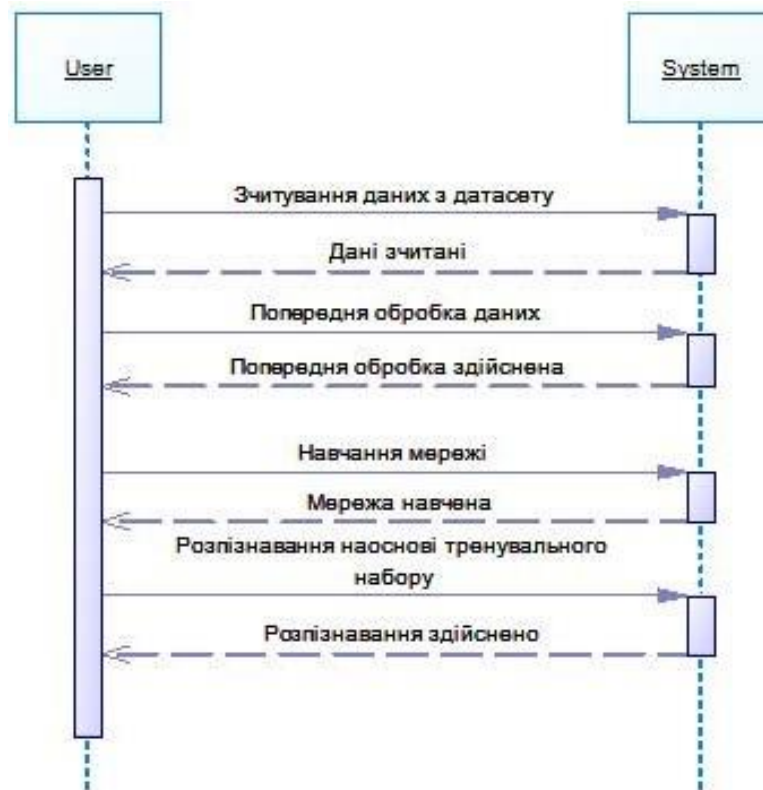 User
System
Зчитування даних з датасету
Дані зчитані
Попередня обробка даних
Попередня обробка здійснена
Навчання мережі
Мережа навчена
Розпізнавання наоснові тренувального
набору
Розпізнавання здійснено